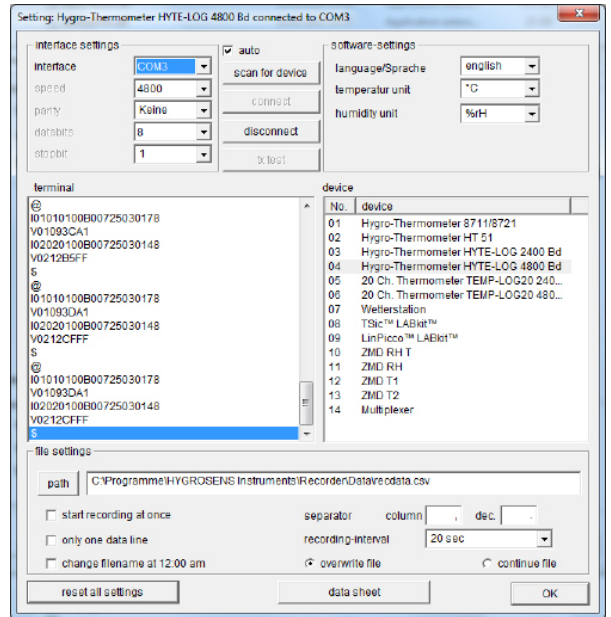 Setting: Hygro-Thermometer HYTE-LOG 4800 Bd connected to COM3
interface settings
interface COM3
speed 4800
parity Keine
databits 8
stopbit 1
auto
scan for device
connect
disconnect
tx test
software-settings
language/Sprache english
temperatur unit °C
humidity unit %rH
terminal
@
I01010100B00725030178
V01093CA1
I02020100B00725030148
V0212B5FF
S
@
I01010100B00725030178
V01093DA1
I02020100B00725030148
V0212CFFF
S
@
I01010100B00725030178
V01093DA1
I02020100B00725030148
V0212CFFF
S
device
No. device
01 Hygro-Thermometer 8711/8721
02 Hygro-Thermometer HT 51
03 Hygro-Thermometer HYTE-LOG 2400 Bd
04 Hygro-Thermometer HYTE-LOG 4800 Bd
05 20 Ch. Thermometer TEMP-LOG20 240...
06 20 Ch. Thermometer TEMP-LOG20 480...
07 Wetterstation
08 TSic™ LABkit™
09 LinPicco™ LABkit™
10 ZMD RH T
11 ZMD RH
12 ZMD T1
13 ZMD T2
14 Multiplexer
file settings
path C:\Programme\HYGROSENS Instruments\Recorder\Data\recdata.csv
start recording at once
only one data line
change filename at 12:00 am
separator column , dec. .
recording-interval 20 sec
overwrite file continue file
reset all settings data sheet OK